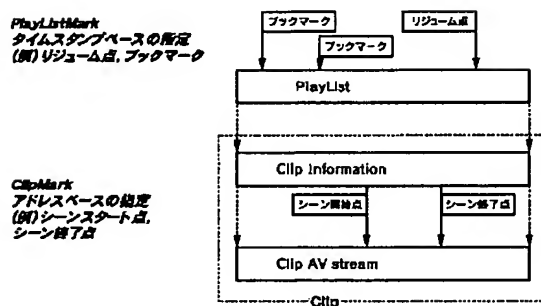 PlayListMark
タイムスタンプベースの指定
(例)リジューム点,ブックマーク
ブックマーク
リジューム点
ブックマーク
PlayList
ClipMark
アドレスベースの指定
(例)シーンスタート点,
シーン終了点
Clip Information
シーン開始点
シーン終了点
Clip AV stream
Clip